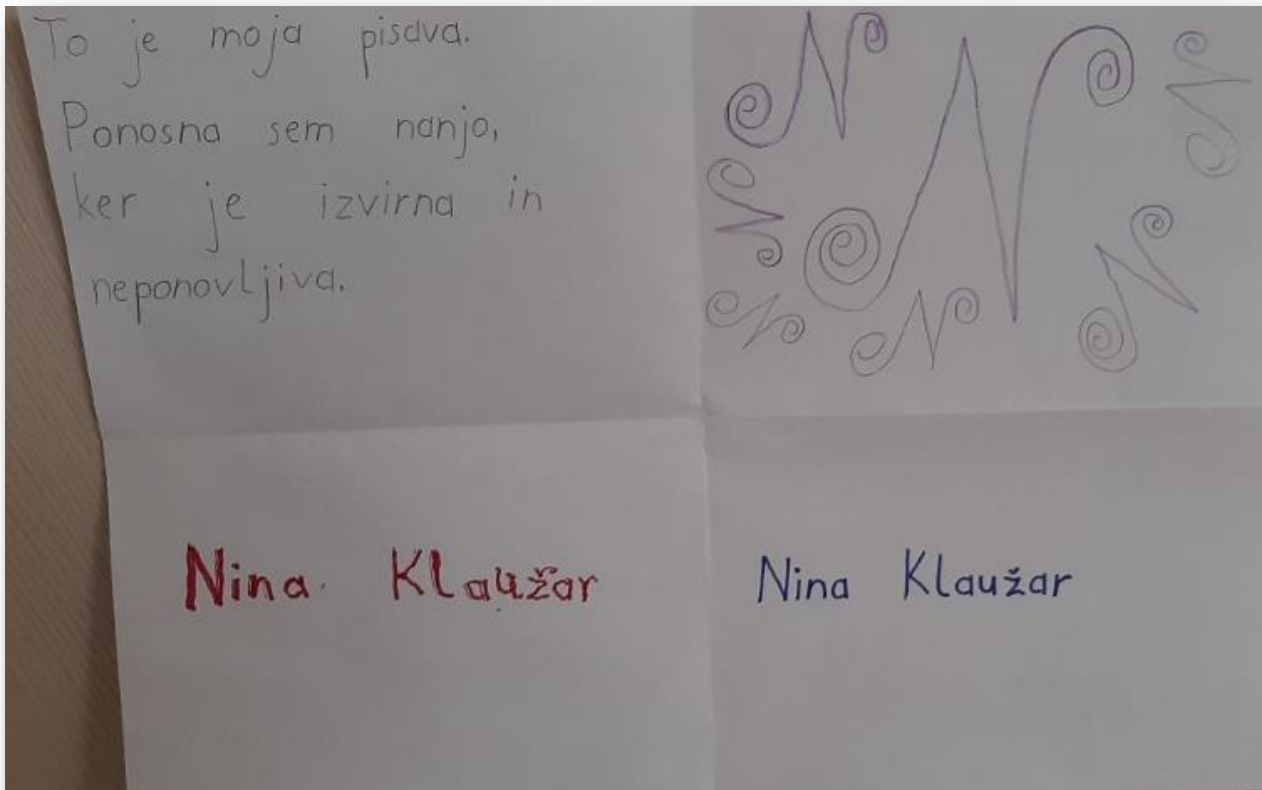 To je moja pisava.
Ponosna sem nanjo,
ker je izvirna in
neponovljiva.
N
N
N
N
N
N
N
Nina Klaužar
Nina Klaužar